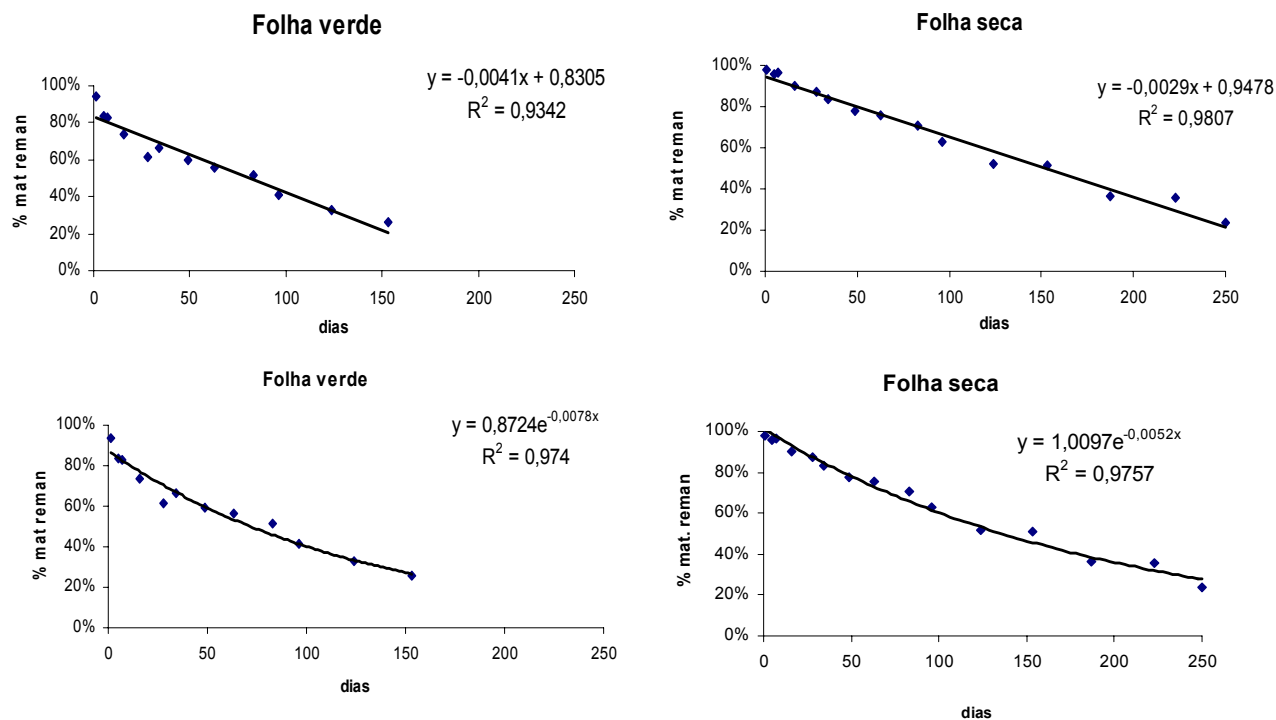 Folha verde
y = -0,0041x + 0,8305
R² = 0,9342
% mat reman
100%
80%
60%
40%
20%
0%
0 50 100 150 200 250
dias
Folha seca
y = -0,0029x + 0,9478
R² = 0,9807
% mat reman
100%
80%
60%
40%
20%
0%
0 50 100 150 200 250
dias
Folha verde
y = 0,8724e^-0,0078x
R² = 0,974
% mat reman
100%
80%
60%
40%
20%
0%
0 50 100 150 200 250
dias
Folha seca
y = 1,0097e^-0,0052x
R² = 0,9757
% mat. reman
100%
80%
60%
40%
20%
0%
0 50 100 150 200 250
dias